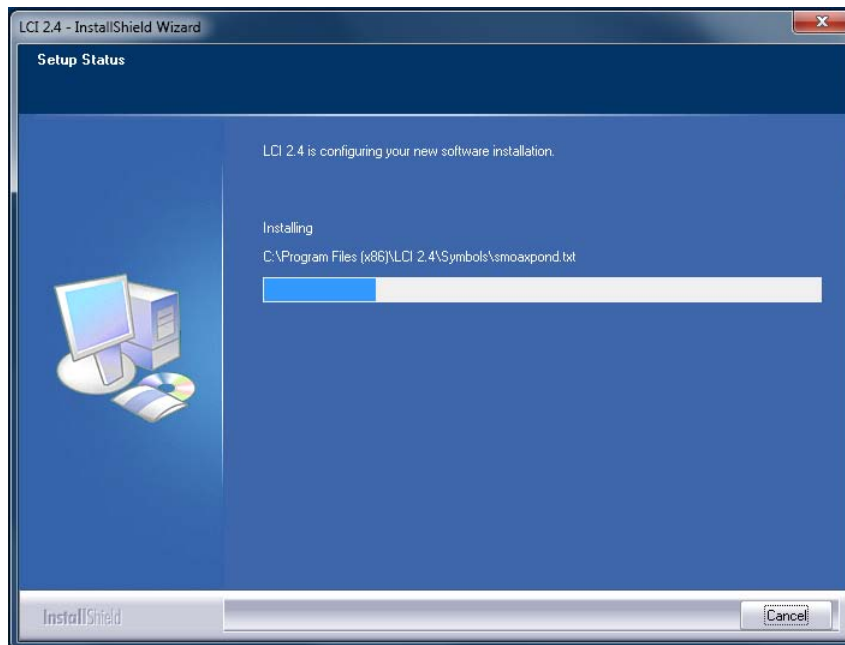 LCI 2.4 - InstallShield Wizard
Setup Status
LCI 2.4 is configuring your new software installation.
Installing
C:\Program Files (x86)\LCI 2.4\Symbols\smoaxpond.txt
InstallShield
Cancel